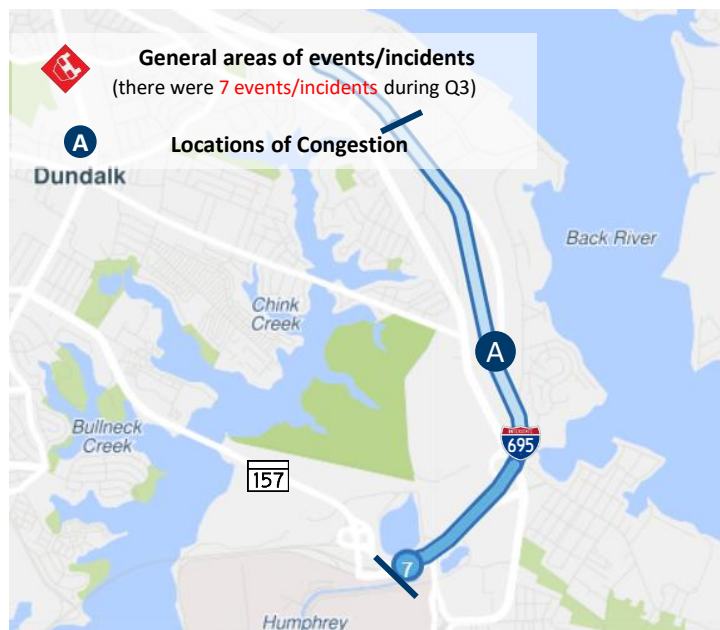 General areas of events/incidents
(there were 7 events/incidents during Q3)
A
Locations of Congestion
Dundalk
Back River
Chink
Creek
A
Bullneck
Creek
INTERSTATE
695
157
7
Humphrey